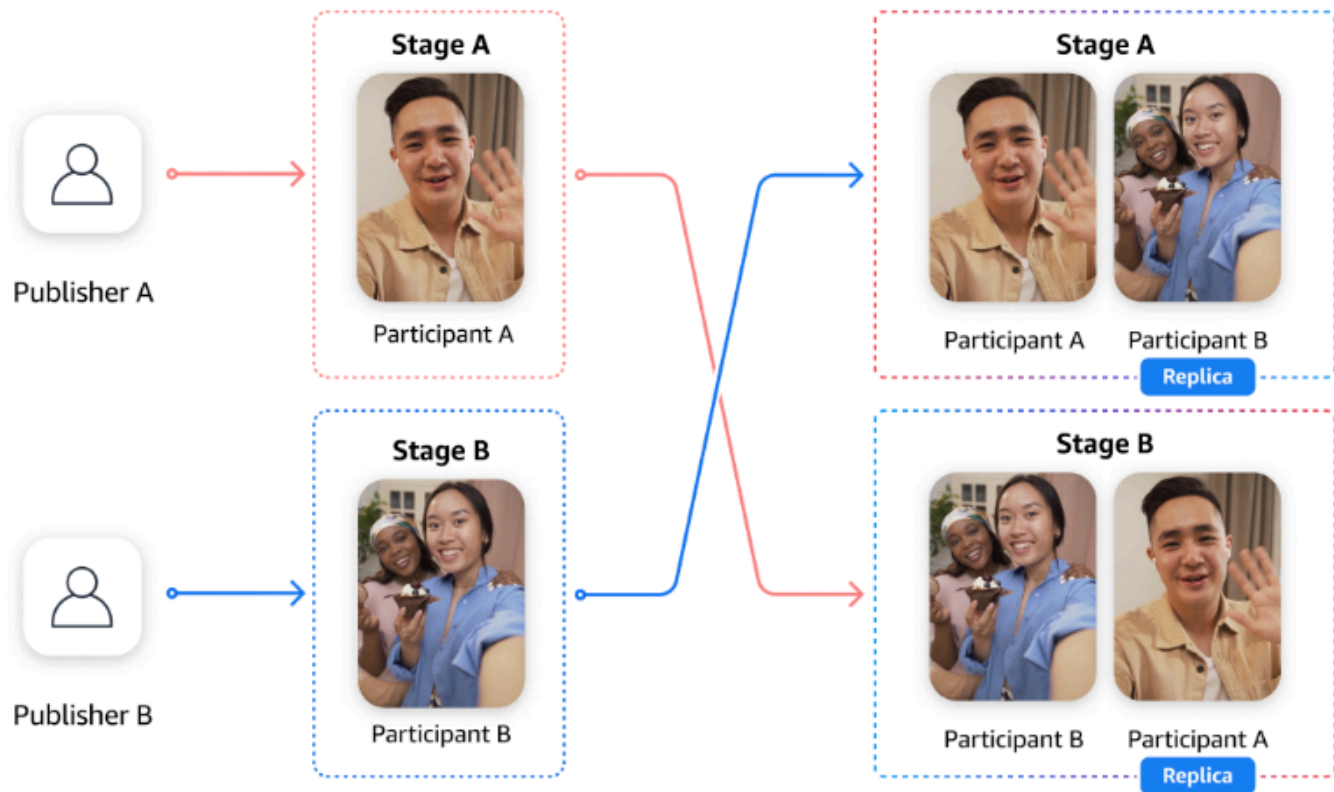 Stage A
Publisher A
Participant A
Stage B
Publisher B
Participant B
Stage A
Participant A Participant B
Replica
Stage B
Participant B Participant A
Replica